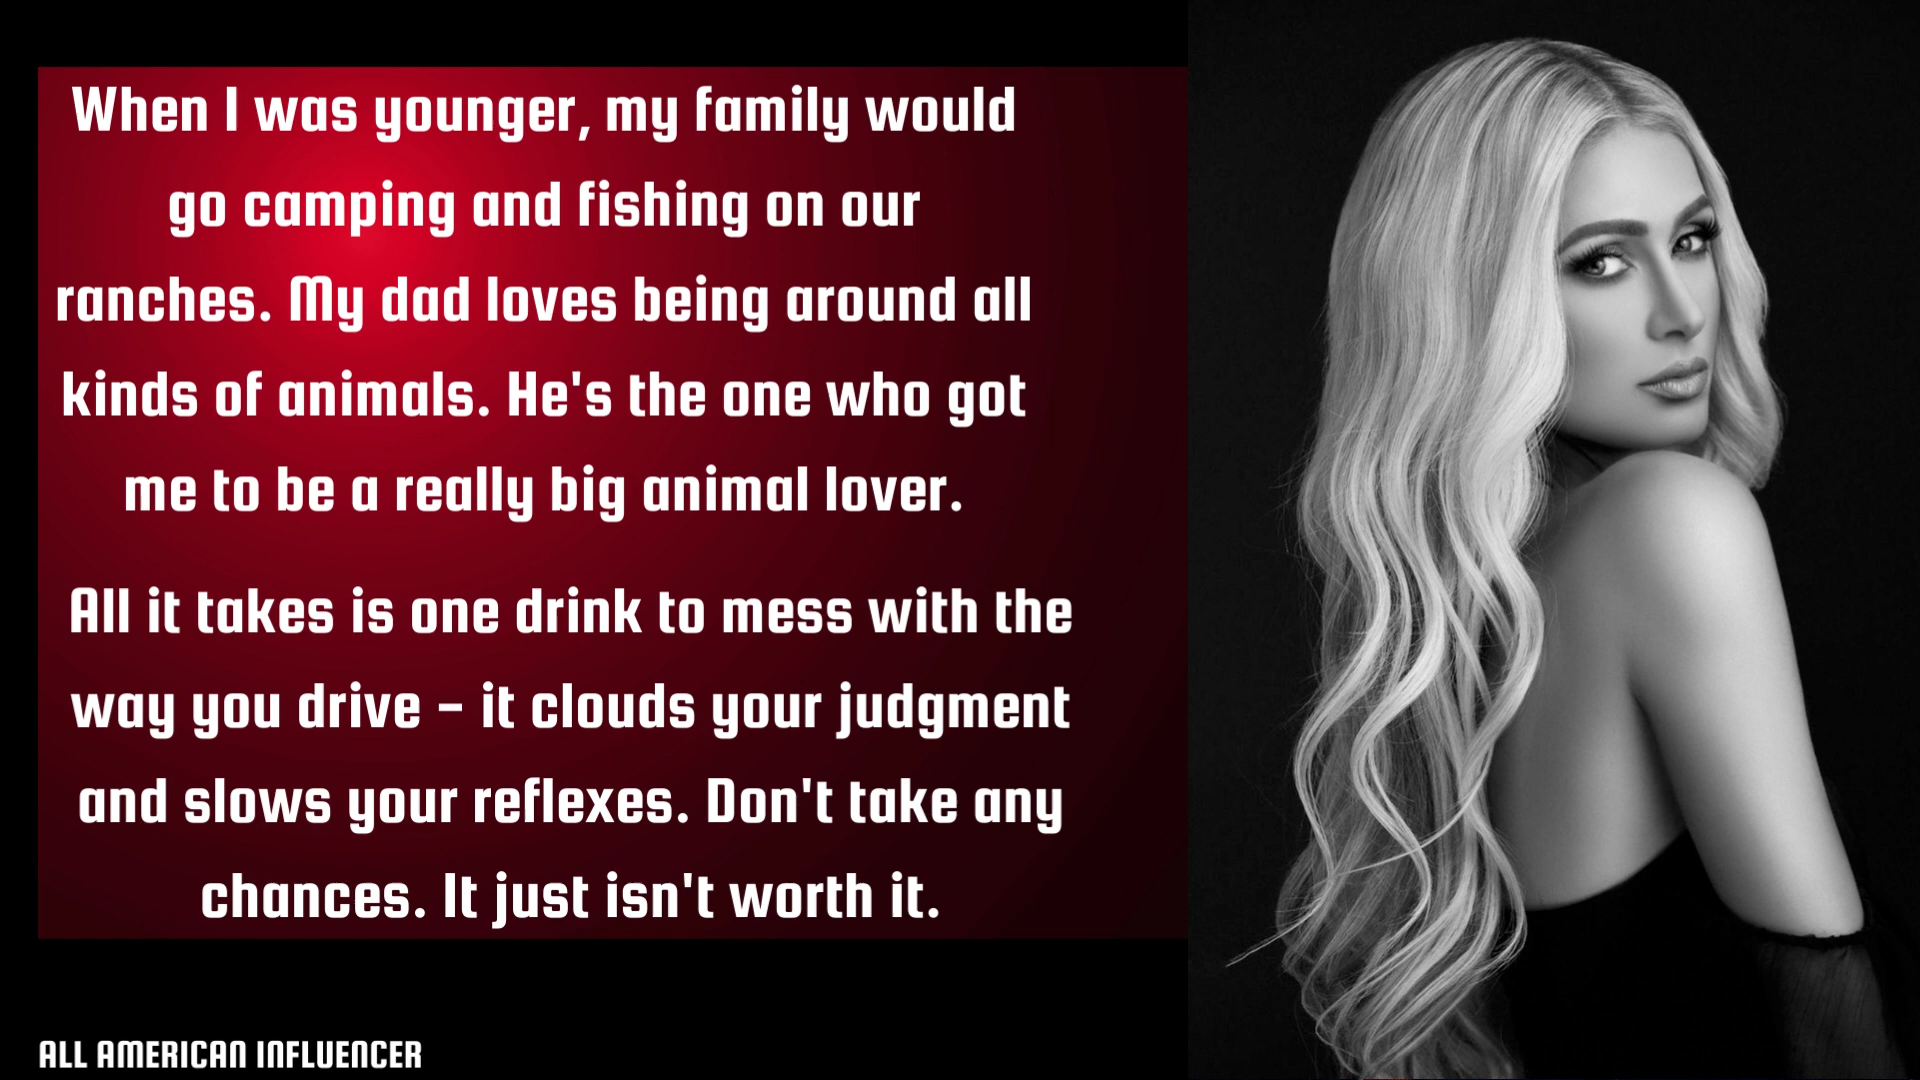 When I was younger, my family would
go camping and fishing on our
ranches. My dad loves being around all
kinds of animals. He's the one who got
me to be a really big animal lover.
All it takes is one drink to mess with the
way you drive - it clouds your judgment
and slows your reflexes. Don't take any
chances. It just isn't worth it.
ALL AMERICAN INFLUENCER